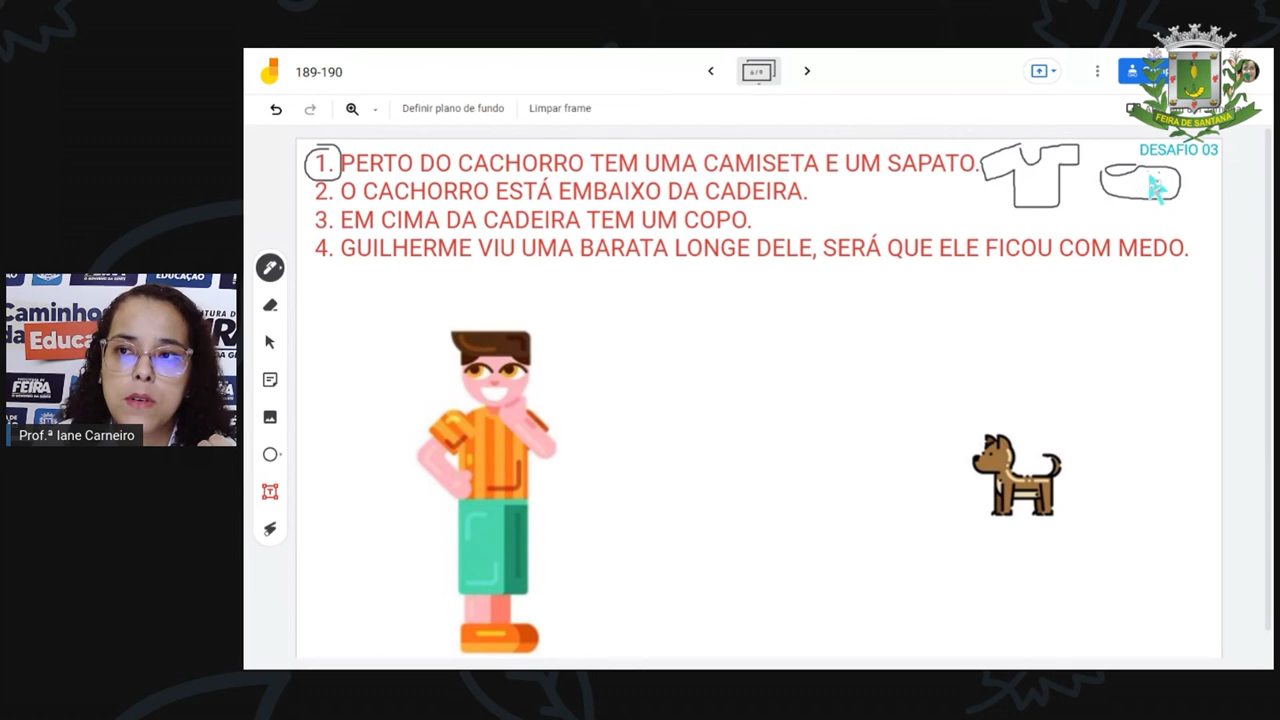 189-190
Definir plano de fundo
Limpar frame
FEIRA DE SANTANA
DESAFIO 03
1. PERTO DO CACHORRO TEM UMA CAMISETA E UM SAPATO.
2. O CACHORRO ESTÁ EMBAIXO DA CADEIRA.
3. EM CIMA DA CADEIRA TEM UM COPO.
4. GUILHERME VIU UMA BARATA LONGE DELE, SERÁ QUE ELE FICOU COM MEDO.
EDUCAÇÃO
Caminhos
da Educa
FEIRA
Prof.ª Iane Carneiro